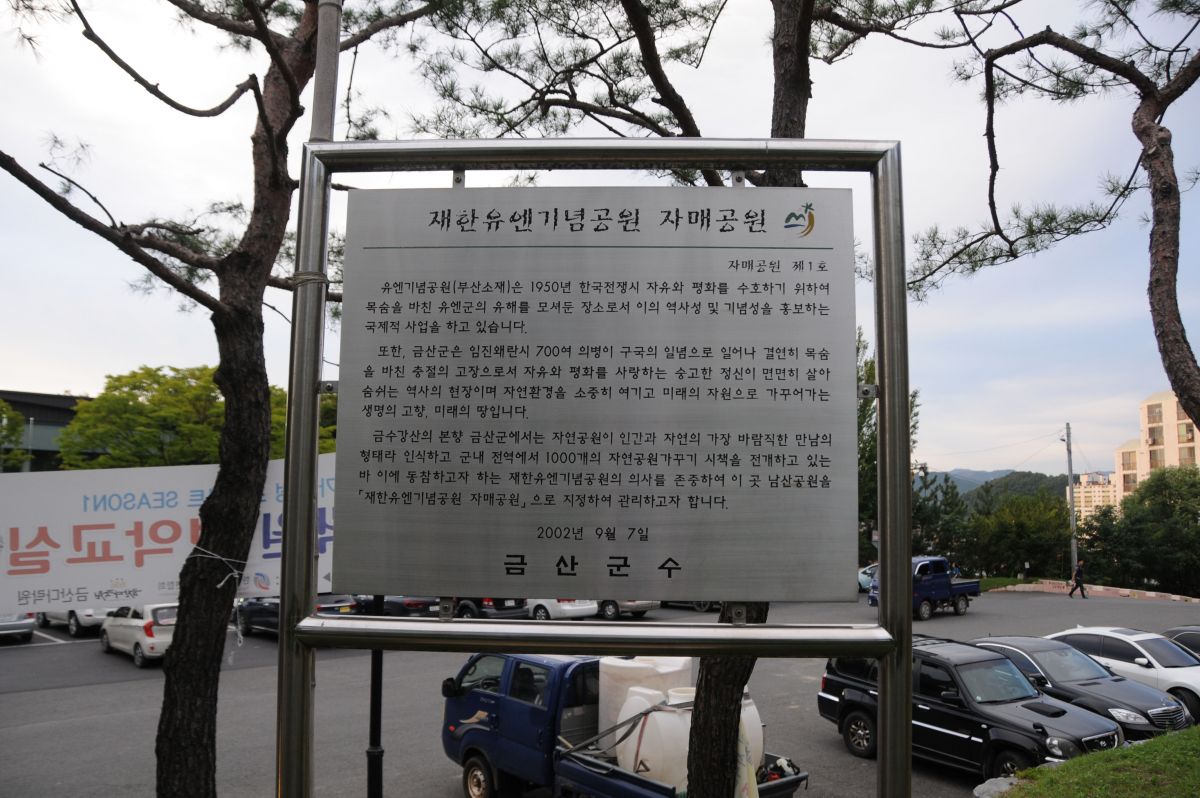 재한유엔기념공원 자매공원
자매공원 제1호
유엔기념공원(부산소재)은 1950년 한국전쟁시 자유와 평화를 수호하기 위하여
목숨을 바친 유엔군의 유해를 모셔둔 장소로서 이의 역사성 및 기념성을 홍보하는
국제적 사업을 하고 있습니다.
또한, 금산군은 임진왜란시 700여 의병이 구국의 일념으로 일어나 결연히 목숨
을 바친 충절의 고장으로서 자유와 평화를 사랑하는 숭고한 정신이 면면히 살아
숨쉬는 역사의 현장이며 자연환경을 소중히 여기고 미래의 자원으로 가꾸어가는
생명의 고향, 미래의 땅입니다.
금수강산의 본향 금산군에서는 자연공원이 인간과 자연의 가장 바람직한 만남의
형태라 인식하고 군내 전역에서 1000개의 자연공원가꾸기 시책을 전개하고 있는
바 이에 동참하고자 하는 재한유엔기념공원의 의사를 존중하여 이 곳 남산공원을
「재한유엔기념공원 자매공원」으로 지정하여 관리하고자 합니다.
2002년 9월 7일
금산군수
SEASON1
악교실
금산다락원